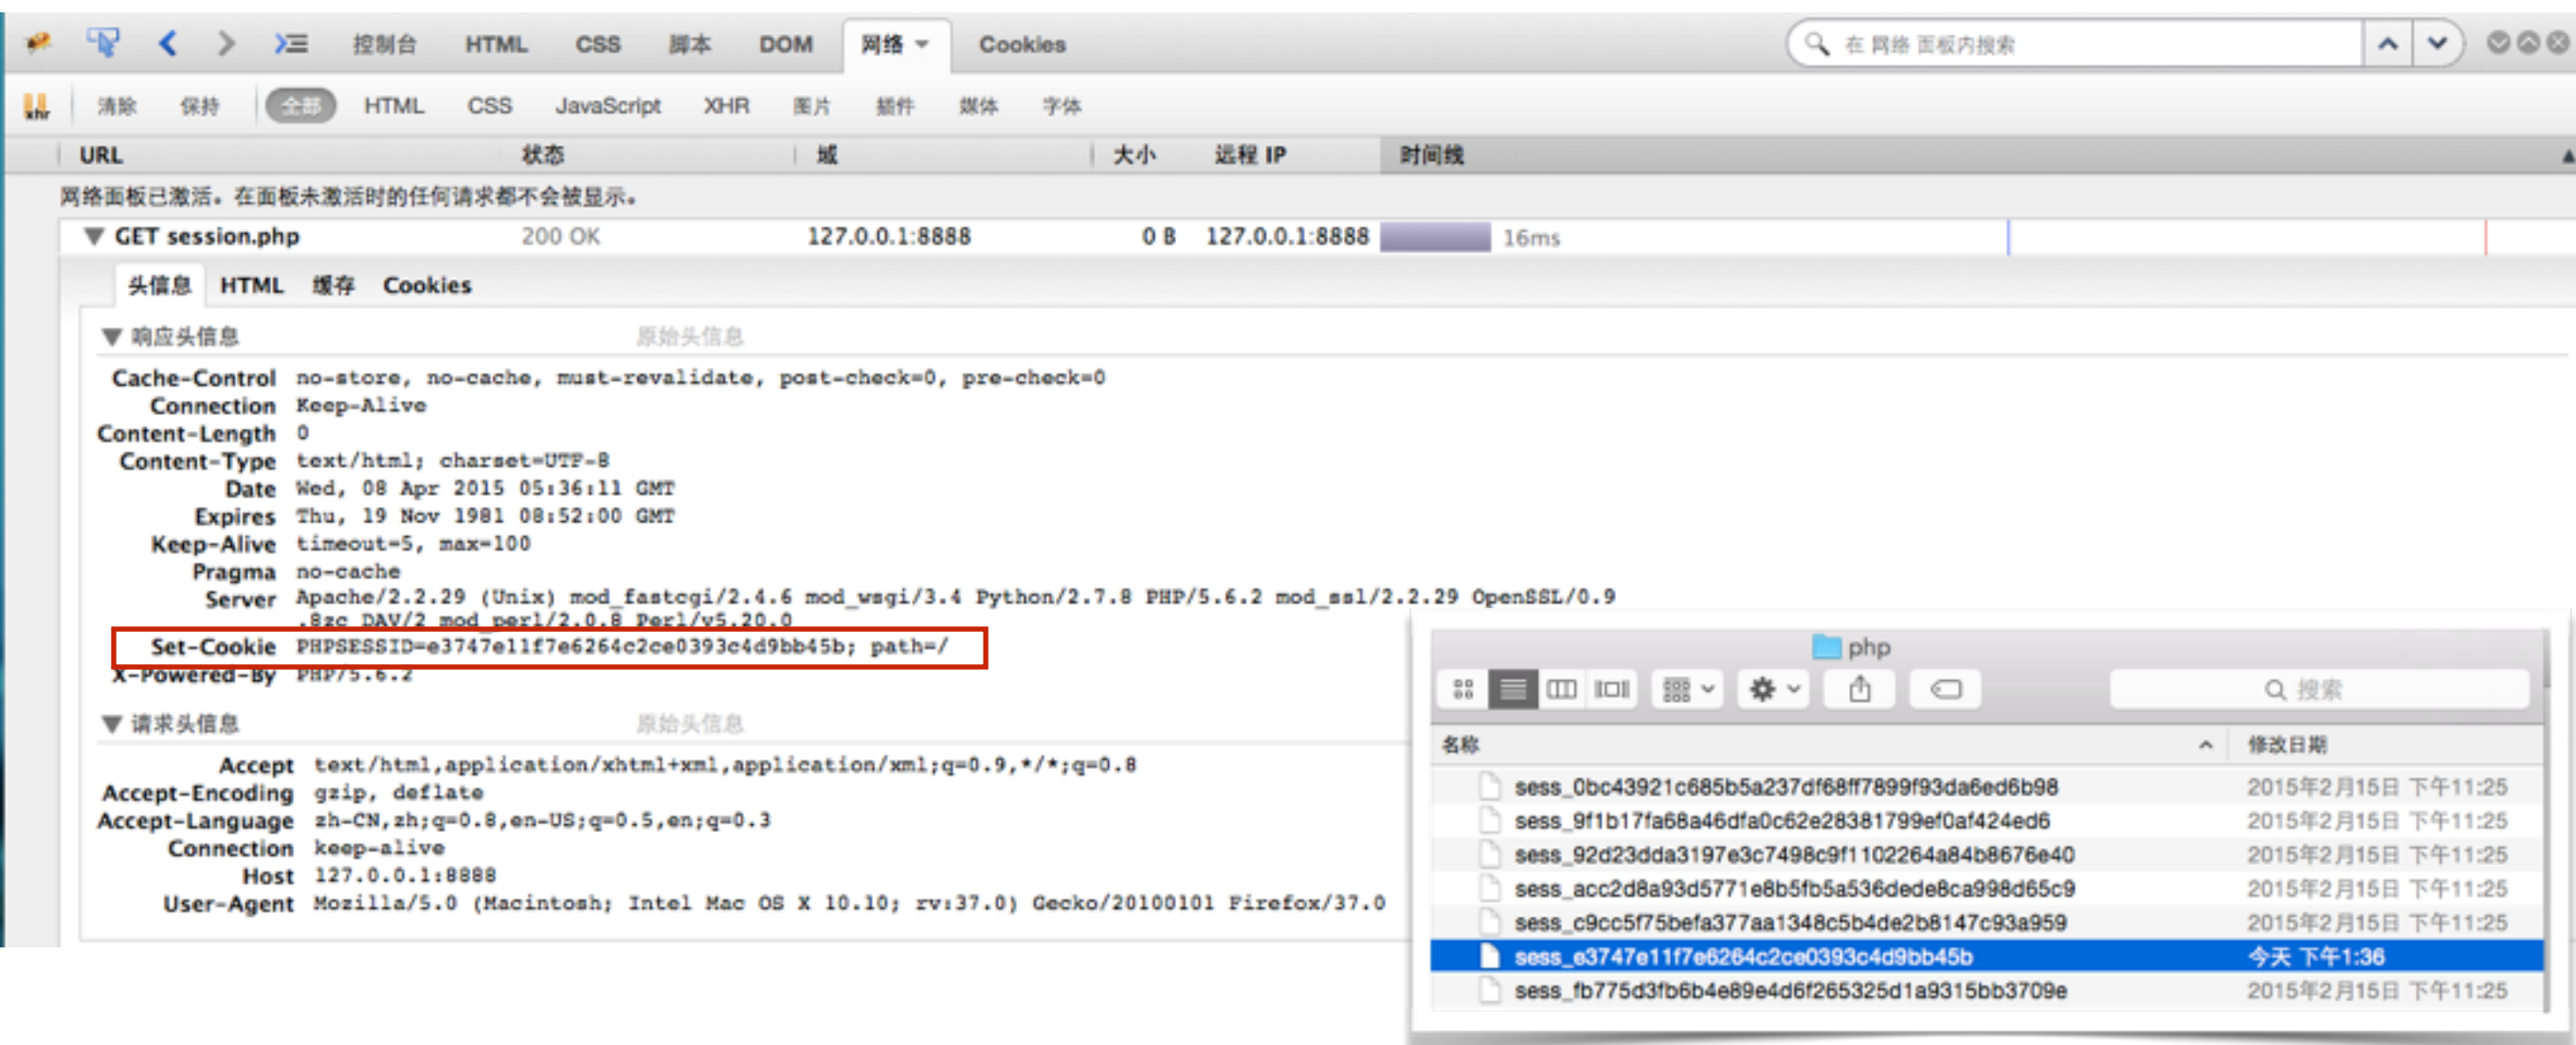 控制台 HTML CSS 脚本 DOM 网络 Cookies 在 网络 面板内搜索
xhr 清除 保持 全部 HTML CSS JavaScript XHR 图片 插件 媒体 字体
URL 状态 域 大小 远程 IP 时间线
网络面板已激活。在面板未激活时的任何请求都不会被显示。
GET session.php 200 OK 127.0.0.1:8888 0 B 127.0.0.1:8888 16ms
头信息 HTML 缓存 Cookies
响应头信息 原始头信息
Cache-Control no-store, no-cache, must-revalidate, post-check=0, pre-check=0
Connection Keep-Alive
Content-Length 0
Content-Type text/html; charset=UTF-8
Date Wed, 08 Apr 2015 05:36:11 GMT
Expires Thu, 19 Nov 1981 08:52:00 GMT
Keep-Alive timeout=5, max=100
Pragma no-cache
Server Apache/2.2.29 (Unix) mod_fastcgi/2.4.6 mod_wsgi/3.4 Python/2.7.8 PHP/5.6.2 mod_ssl/2.2.29 OpenSSL/0.9
.8zc DAV/2 mod_perl/2.0.8 Perl/v5.20.0
Set-Cookie PHPSESSID=e3747e11f7e6264c2ce0393c4d9bb45b; path=/
X-Powered-By PHP/5.6.2
请求头信息 原始头信息
Accept text/html,application/xhtml+xml,application/xml;q=0.9,*/*;q=0.8
Accept-Encoding gzip, deflate
Accept-Language zh-CN,zh;q=0.8,en-US;q=0.5,en;q=0.3
Connection keep-alive
Host 127.0.0.1:8888
User-Agent Mozilla/5.0 (Macintosh; Intel Mac OS X 10.10; rv:37.0) Gecko/20100101 Firefox/37.0
php
搜索
名称 修改日期
sess_0bc43921c685b5a237df68ff7899f93da6ed6b98 2015年2月15日 下午11:25
sess_9f1b17fa68a46dfa0c62e28381799ef0af424ed6 2015年2月15日 下午11:25
sess_92d23dda3197e3c7498c9f1102264a84b8676e40 2015年2月15日 下午11:25
sess_acc2d8a93d5771e8b5fb5a536dede8ca998d65c9 2015年2月15日 下午11:25
sess_c9cc5f75befa377aa1348c5b4de2b8147c93a959 2015年2月15日 下午11:25
sess_e3747e11f7e6264c2ce0393c4d9bb45b 今天 下午1:36
sess_fb775d3fb6b4e89e4d6f265325d1a9315bb3709e 2015年2月15日 下午11:25